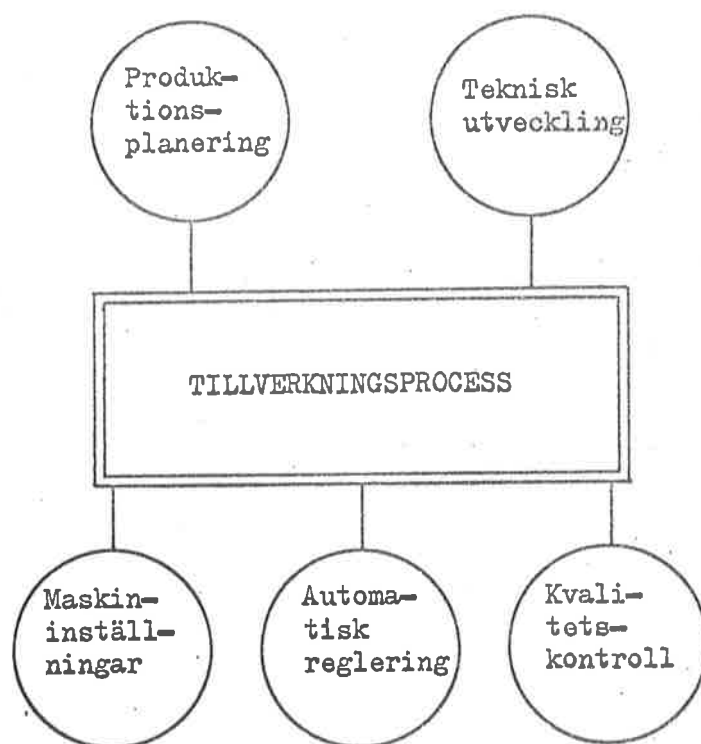 Produk-
tions-
planering
Teknisk
utveckling
TILLVERKNINGSPROCESS
Maskin-
inställ-
ningar
Automa-
tisk
reglering
Kvali-
tets-
kontroll